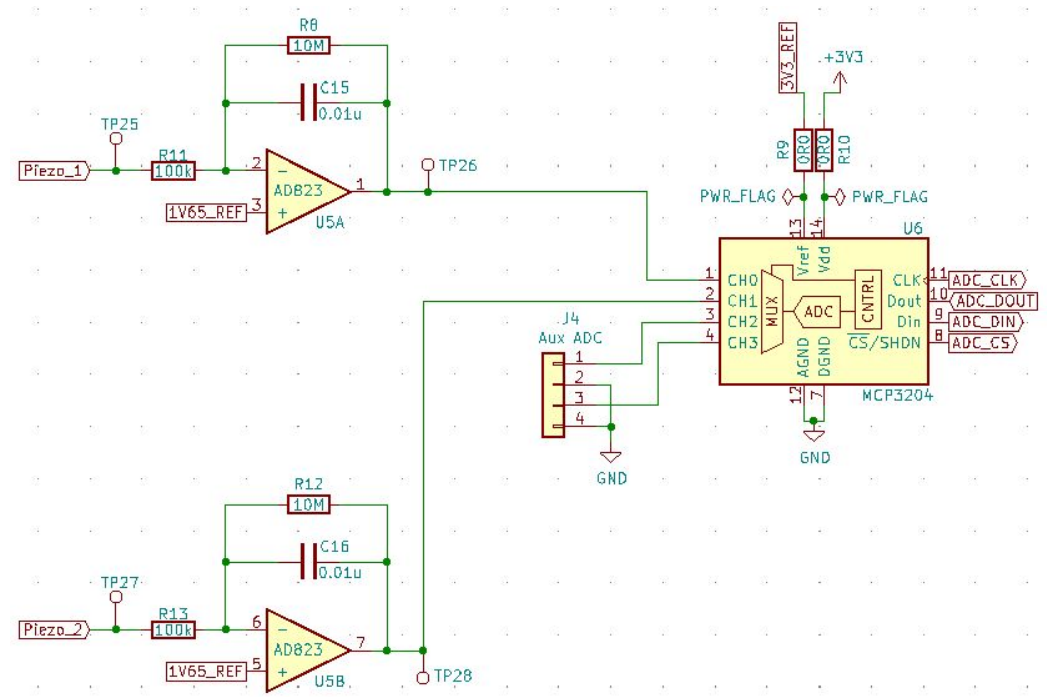 R8
10M
C15
0.01u
TP25
Piezo_1
R11
100k
2
3
1
AD823
1V65_REF
U5A
TP26
3V3_REF
+3V3
R9
0R0
0R0
R10
PWR_FLAG
PWR_FLAG
13
14
U6
Vref
Vdd
1
CH0
2
CH1
3
CH2
4
CH3
MUX
ADC
CNTRL
CLK
11
ADC_CLK
Dout
10
ADC_DOUT
Din
9
ADC_DIN
CS/SHDN
8
ADC_CS
AGND
DGND
12
7
MCP3204
GND
J4
Aux ADC
1
2
3
4
GND
R12
10M
C16
0.01u
TP27
Piezo_2
R13
100k
6
5
7
AD823
1V65_REF
U5B
TP28